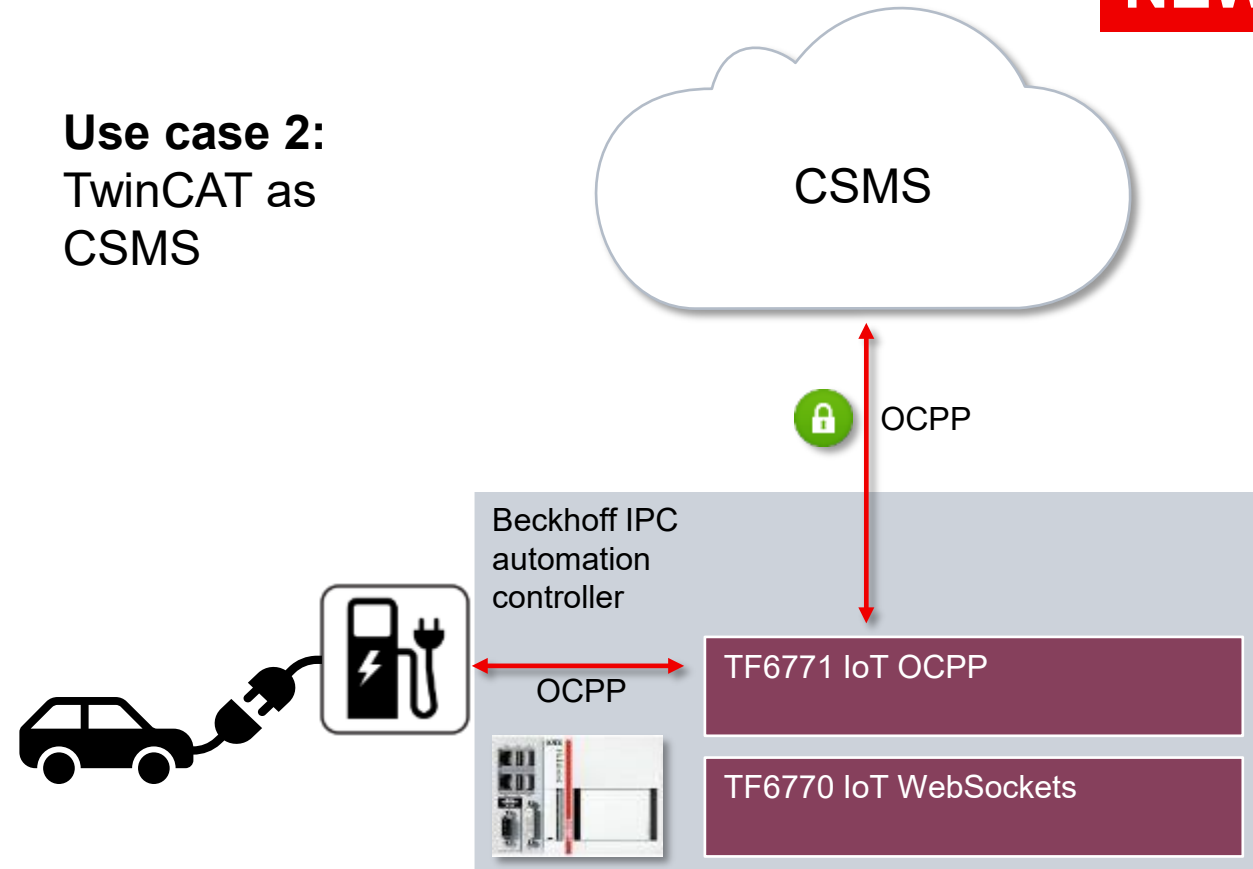 NEW
Use case 2:
TwinCAT as
CSMS
CSMS
OCPP
Beckhoff IPC
automation
controller
OCPP
TF6771 IoT OCPP
TF6770 IoT WebSockets